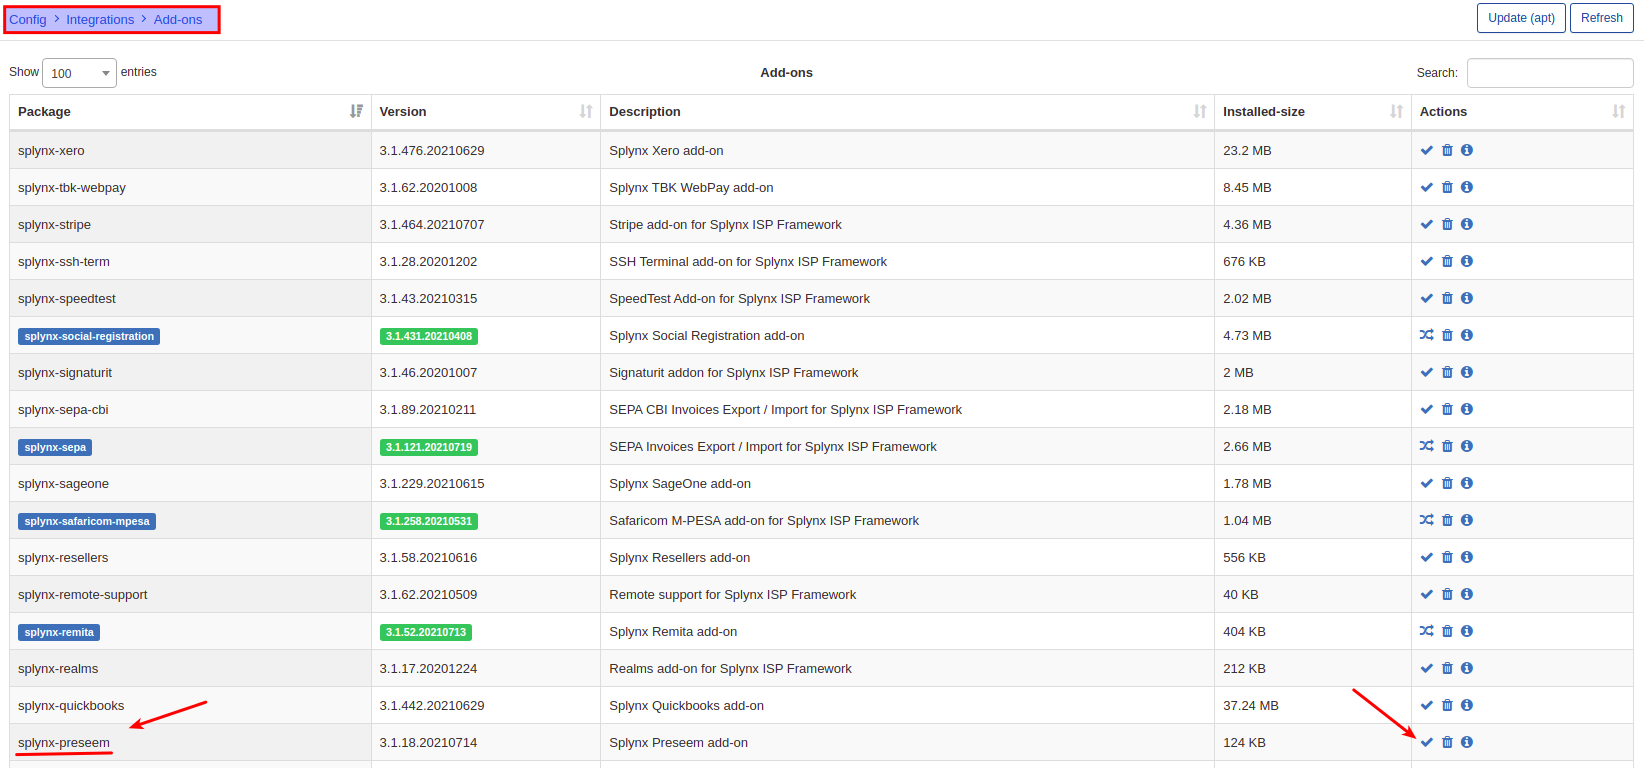 Config > Integrations > Add-ons
Update (apt) Refresh
Show 100 entries Add-ons Search:
Package Version Description Installed-size Actions
splynx-xero 3.1.476.20210629 Splynx Xero add-on 23.2 MB
splynx-tbk-webpay 3.1.62.20201008 Splynx TBK WebPay add-on 8.45 MB
splynx-stripe 3.1.464.20210707 Stripe add-on for Splynx ISP Framework 4.36 MB
splynx-ssh-term 3.1.28.20201202 SSH Terminal add-on for Splynx ISP Framework 676 KB
splynx-speedtest 3.1.43.20210315 SpeedTest Add-on for Splynx ISP Framework 2.02 MB
splynx-social-registration 3.1.431.20210408 Splynx Social Registration add-on 4.73 MB
splynx-signaturit 3.1.46.20201007 Signaturit addon for Splynx ISP Framework 2 MB
splynx-sepa-cbi 3.1.89.20210211 SEPA CBI Invoices Export / Import for Splynx ISP Framework 2.18 MB
splynx-sepa 3.1.121.20210719 SEPA Invoices Export / Import for Splynx ISP Framework 2.66 MB
splynx-sageone 3.1.229.20210615 Splynx SageOne add-on 1.78 MB
splynx-safaricom-mpesa 3.1.258.20210531 Safaricom M-PESA add-on for Splynx ISP Framework 1.04 MB
splynx-resellers 3.1.58.20210616 Splynx Resellers add-on 556 KB
splynx-remote-support 3.1.62.20210509 Remote support for Splynx ISP Framework 40 KB
splynx-remita 3.1.52.20210713 Splynx Remita add-on 404 KB
splynx-realms 3.1.17.20201224 Realms add-on for Splynx ISP Framework 212 KB
splynx-quickbooks 3.1.442.20210629 Splynx Quickbooks add-on 37.24 MB
splynx-preseem 3.1.18.20210714 Splynx Preseem add-on 124 KB